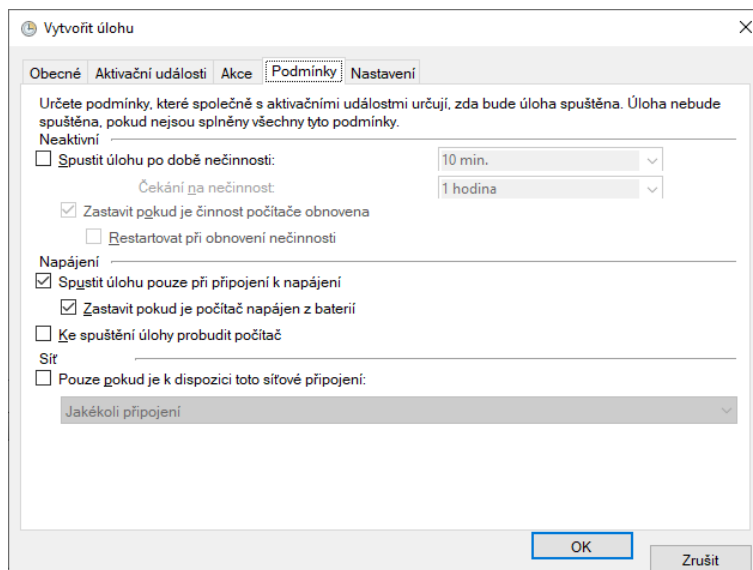 Vytvořit úlohu
Obecné Aktivační události Akce Podmínky Nastavení
Určete podmínky, které společně s aktivačními událostmi určují, zda bude úloha spuštěna. Úloha nebude
spuštěna, pokud nejsou splněny všechny tyto podmínky.
Neaktivní
Spustit úlohu po době nečinnosti: 10 min.
Čekání na nečinnost: 1 hodina
Zastavit pokud je činnost počítače obnovena
Restartovat při obnovení nečinnosti
Napájení
Spustit úlohu pouze při připojení k napájení
Zastavit pokud je počítač napájen z baterií
Ke spuštění úlohy probudit počítač
Síť
Pouze pokud je k dispozici toto síťové připojení:
Jakékoli připojení
OK
Zrušit